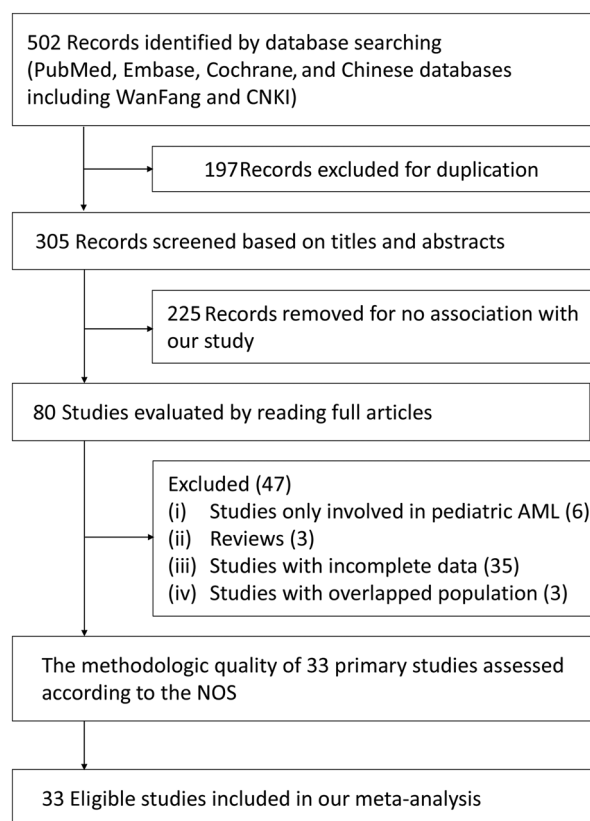 502 Records identified by database searching
(PubMed, Embase, Cochrane, and Chinese databases
including WanFang and CNKI)
197 Records excluded for duplication
305 Records screened based on titles and abstracts
225 Records removed for no association with
our study
80 Studies evaluated by reading full articles
Excluded (47)
(i) Studies only involved in pediatric AML (6)
(ii) Reviews (3)
(iii) Studies with incomplete data (35)
(iv) Studies with overlapped population (3)
The methodologic quality of 33 primary studies assessed
according to the NOS
33 Eligible studies included in our meta-analysis